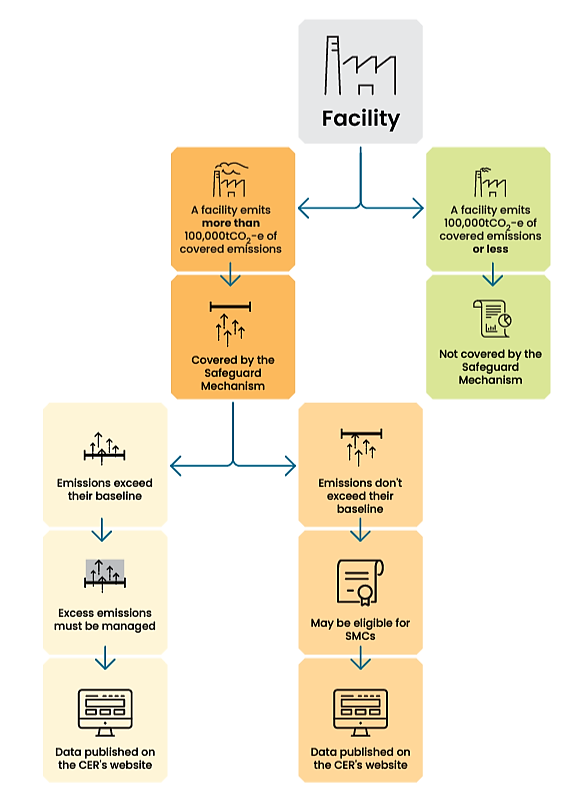 Facility
A facility emits
more than
100,000tCO2-e of
covered emissions
A facility emits
100,000tCO2-e of
covered emissions
or less
Covered by the
Safeguard
Mechanism
Not covered by the
Safeguard
Mechanism
Emissions exceed
their baseline
Emissions don't
exceed their
baseline
Excess emissions
must be managed
May be eligible for
SMCs
Data published on
the CER's website
Data published on
the CER's website